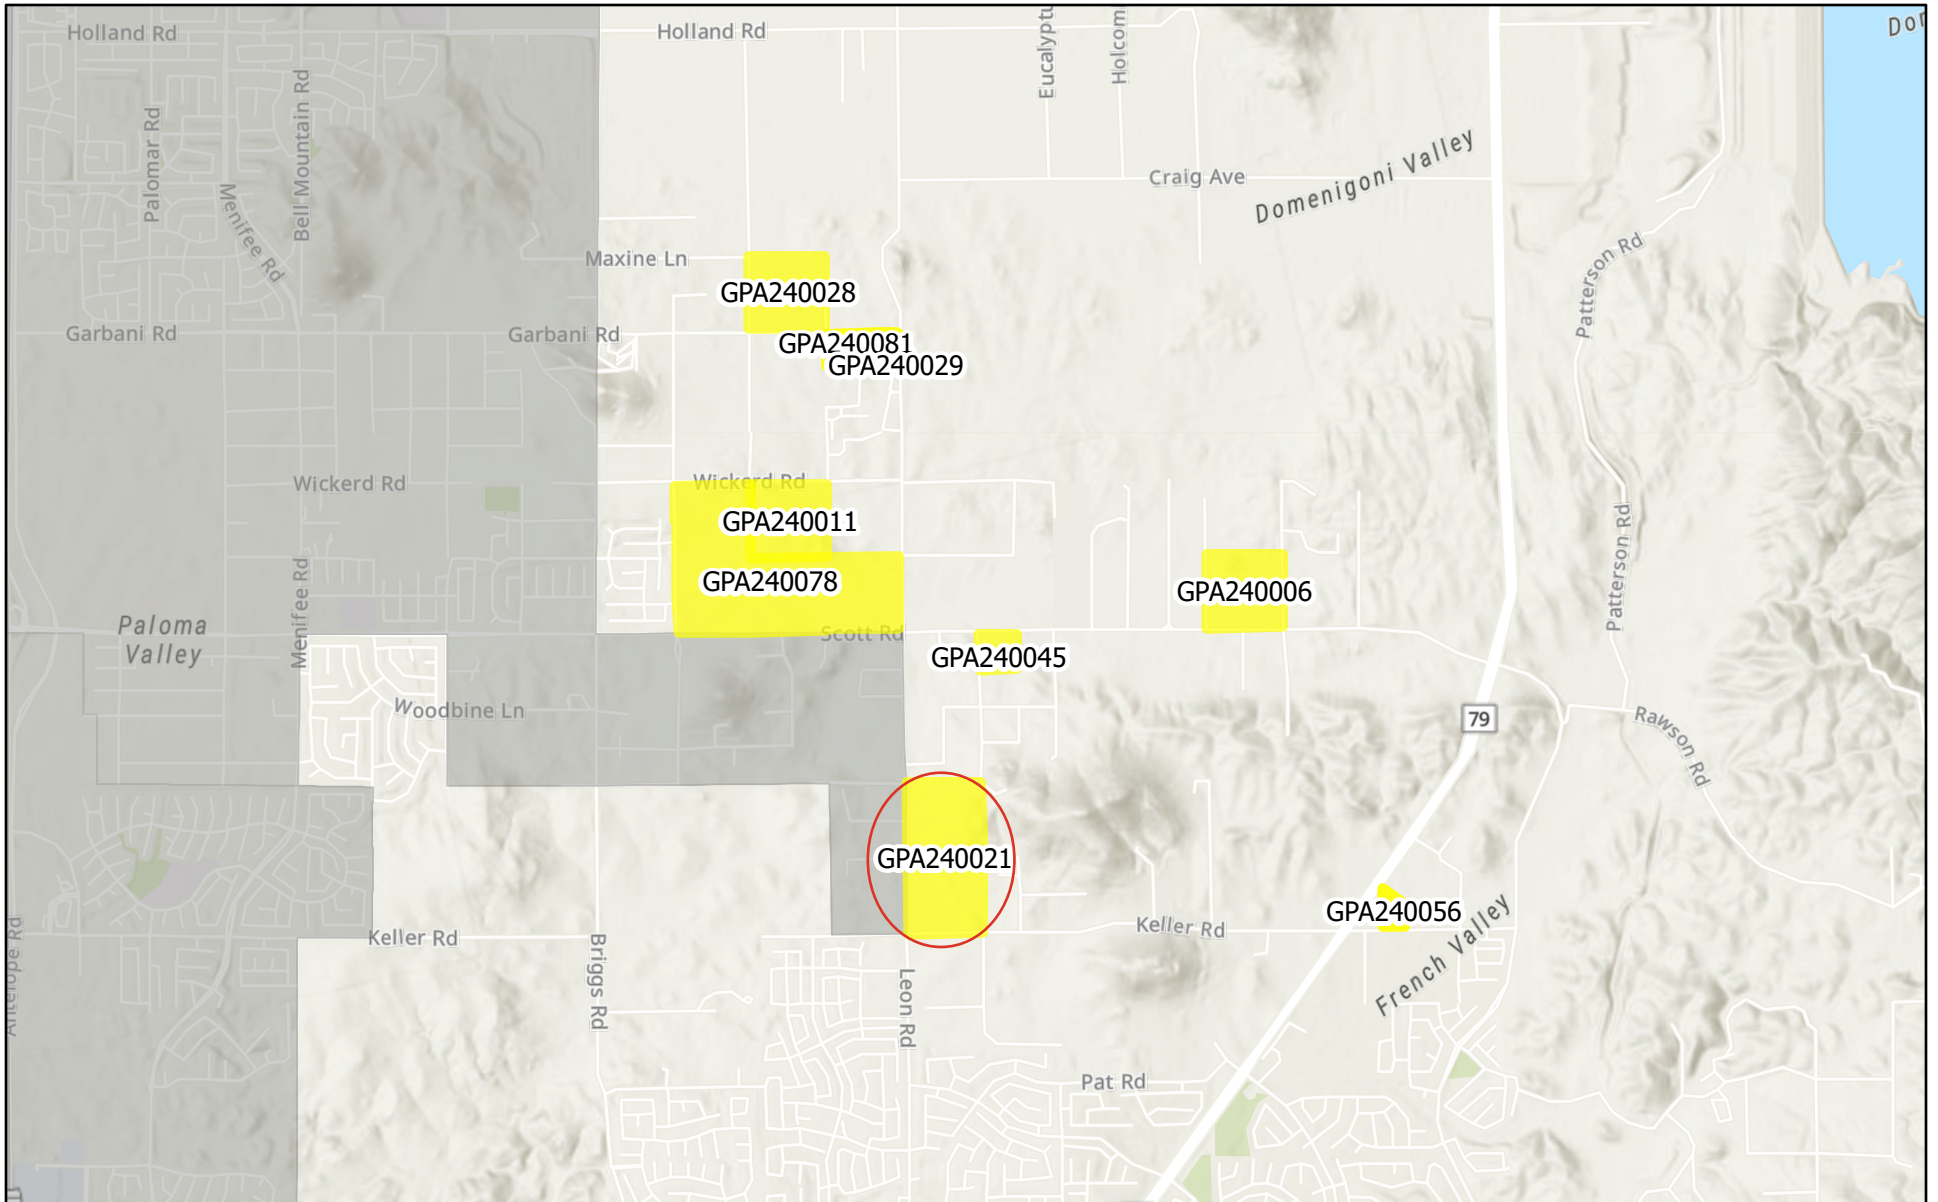 Holland Rd
Holland Rd
Palomar Rd
Bell Mountain Rd
Menifee Rd
Craig Ave
Domenigoni Valley
Patterson Rd
Maxine Ln
GPA240028
Garbani Rd
Garbani Rd
GPA240081
GPA240029
Wickerd Rd
Wickerd Rd
GPA240011
GPA240078
GPA240006
Patterson Rd
Menifee Rd
Paloma
Valley
Scott Rd
GPA240045
Woodbine Ln
79
Rawson Rd
GPA240021
GPA240056
French Valley
Keller Rd
Keller Rd
Antelope Rd
Briggs Rd
Leon Rd
Pat Rd